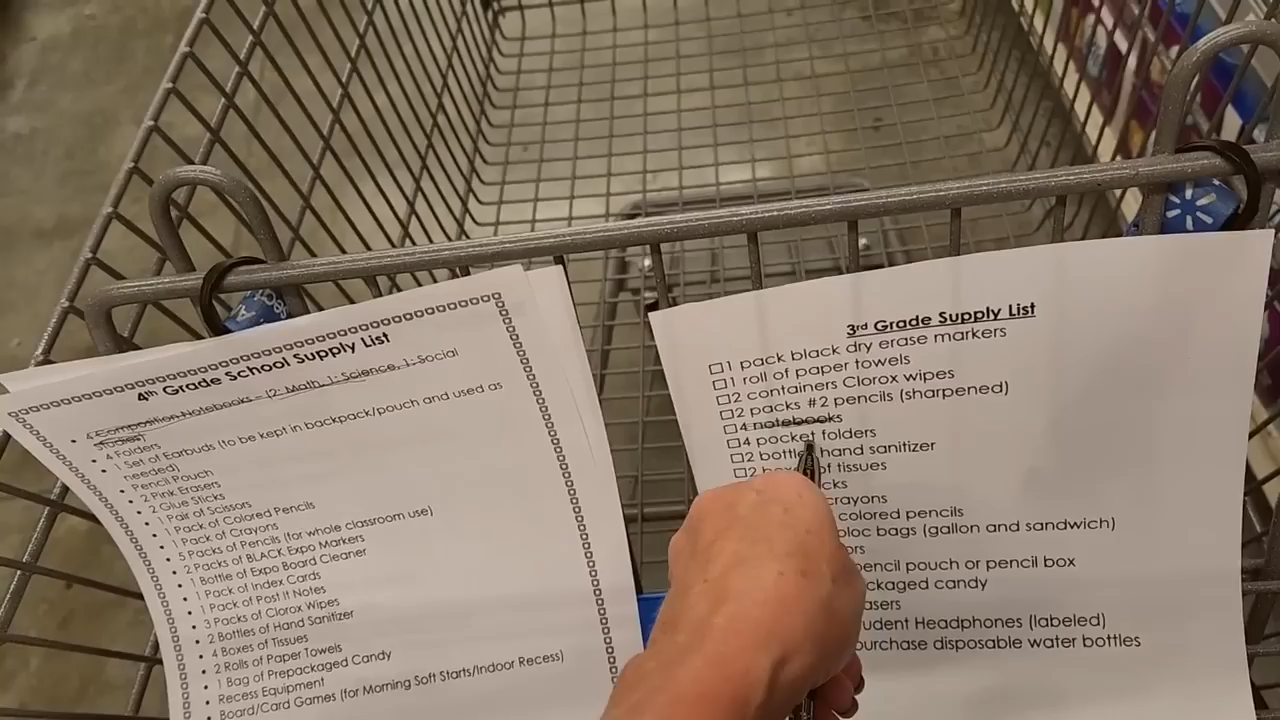 4th Grade School Supply List
4 Composition Notebooks – (2: Math, 1: Science, 1: Social
Studies)
4 Folders
1 Set of Earbuds (to be kept in backpack/pouch and used as
needed)
Pencil Pouch
2 Pink Erasers
2 Glue Sticks
1 Pair of Scissors
1 Pack of Colored Pencils
1 Pack of Crayons
5 Packs of Pencils (for whole classroom use)
2 Packs of BLACK Expo Markers
1 Bottle of Expo Board Cleaner
1 Pack of Index Cards
1 Pack of Post It Notes
3 Packs of Clorox Wipes
2 Bottles of Hand Sanitizer
4 Boxes of Tissues
2 Rolls of Paper Towels
1 Bag of Prepackaged Candy
Recess Equipment
Board/Card Games (for Morning Soft Starts/Indoor Recess)
3rd Grade Supply List
1 pack black dry erase markers
1 roll of paper towels
2 containers Clorox wipes
2 packs #2 pencils (sharpened)
4 notebooks
4 pocket folders
2 bottle hand sanitizer
2 of tissues
crayons
colored pencils
bags (gallon and sandwich)
pencil pouch or pencil box
candy
Headphones (labeled)
purchase disposable water bottles